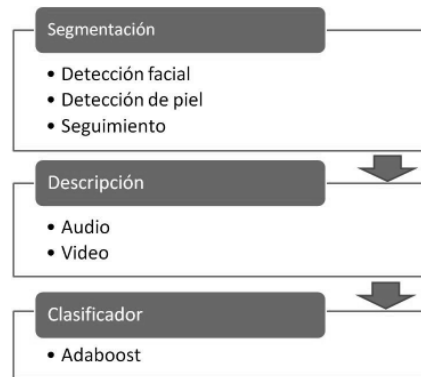 Segmentación
• Detección facial
• Detección de piel
• Seguimiento
Descripción
• Audio
• Video
Clasificador
• Adaboost